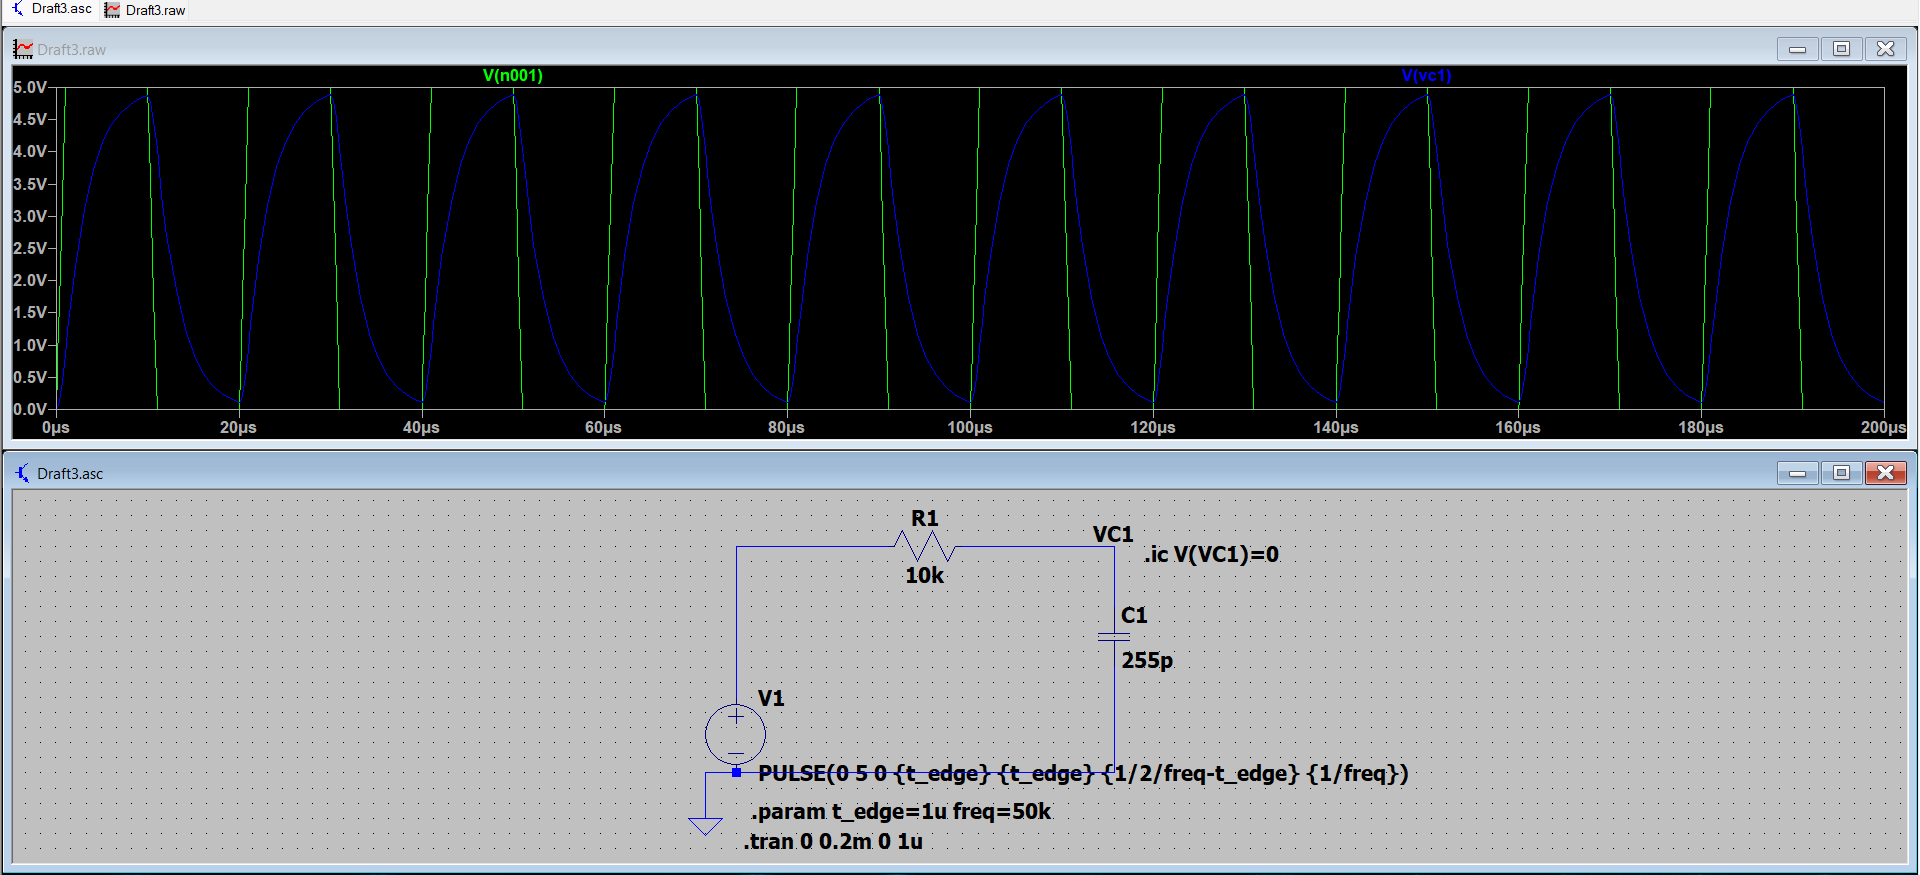 Draft3.asc Draft3.raw
Draft3.raw
V(n001) V(vc1)
5.0V
4.5V
4.0V
3.5V
3.0V
2.5V
2.0V
1.5V
1.0V
0.5V
0.0V
0µs 20µs 40µs 60µs 80µs 100µs 120µs 140µs 160µs 180µs 200µs
Draft3.asc
R1
10k
VC1
.ic V(VC1)=0
C1
255p
V1
PULSE(0 5 0 {t_edge} {t_edge} {1/2/freq-t_edge} {1/freq})
.param t_edge=1u freq=50k
.tran 0 0.2m 0 1u